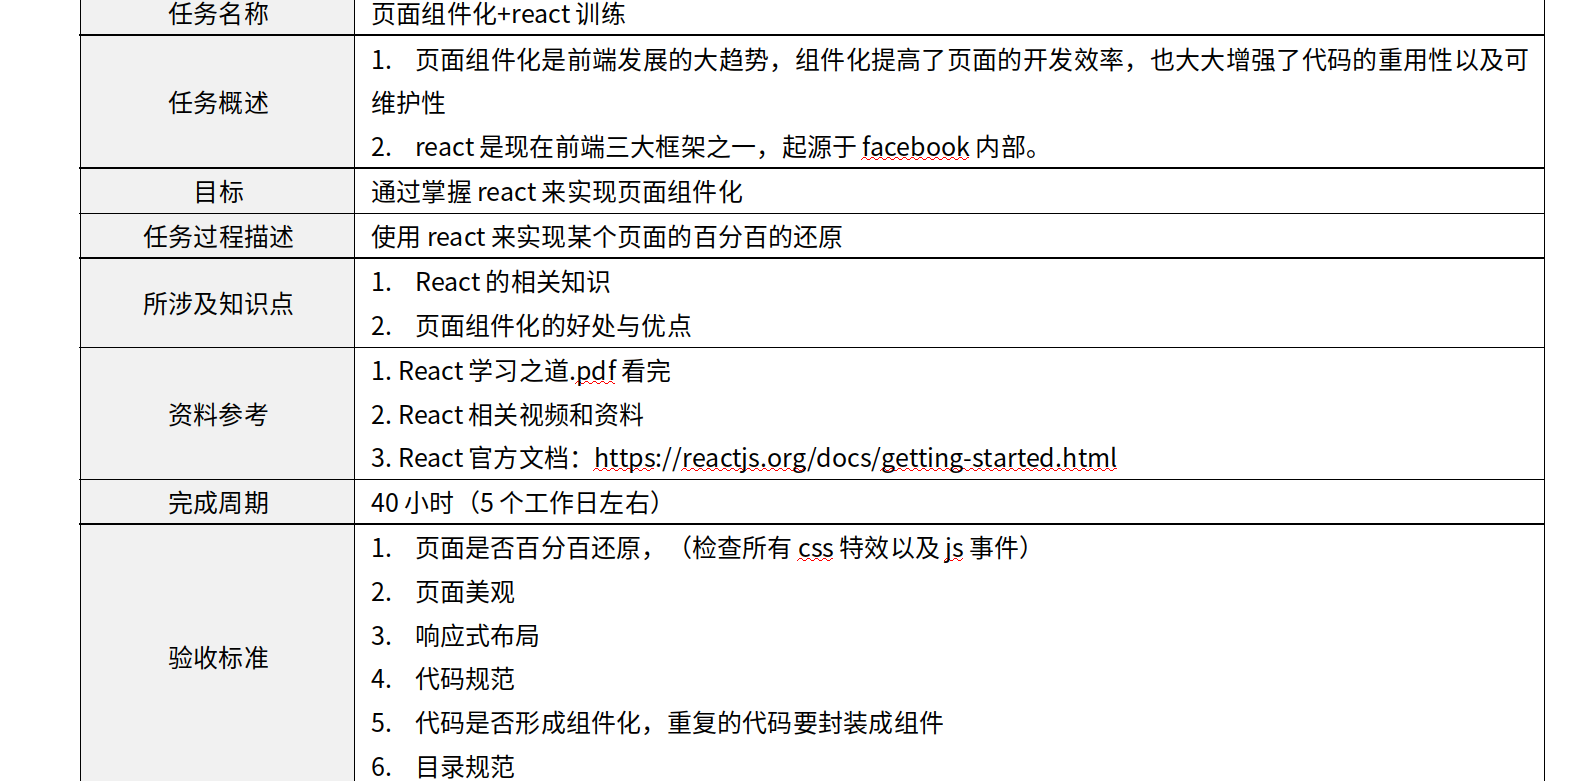 任务名称
页面组件化+react 训练
任务概述
1. 页面组件化是前端发展的大趋势，组件化提高了页面的开发效率，也大大增强了代码的重用性以及可
维护性
2. react 是现在前端三大框架之一，起源于 facebook 内部。
目标
通过掌握 react 来实现页面组件化
任务过程描述
使用 react 来实现某个页面的百分百的还原
所涉及知识点
1. React 的相关知识
2. 页面组件化的好处与优点
资料参考
1. React 学习之道.pdf 看完
2. React 相关视频和资料
3. React 官方文档：https://reactjs.org/docs/getting-started.html
完成周期
40 小时（5 个工作日左右）
验收标准
1. 页面是否百分百还原，（检查所有 css 特效以及 js 事件）
2. 页面美观
3. 响应式布局
4. 代码规范
5. 代码是否形成组件化，重复的代码要封装成组件
6. 目录规范